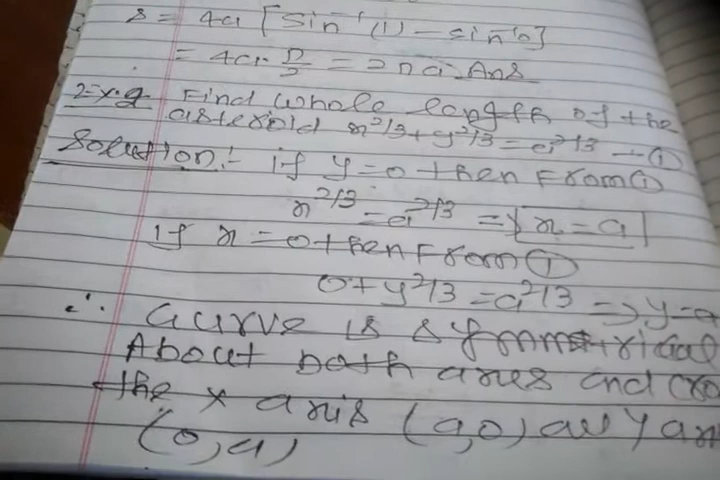 s = 4a [sin⁻¹(1) - sin⁻¹0]
= 4a. π/2 = 2πa Ans
2 E.x.g Find whole length of the
asteroid x^2/3 + y^2/3 = a^2/3 - ①
Solution:- if y = 0 then From ①
x^2/3 = a^2/3 => x = a
If x = 0 then From ①
0 + y^2/3 = a^2/3 => y = a
∴ curve is symmetrical
About both axes and cro
the x axis (a,0) y ax
(0,a)